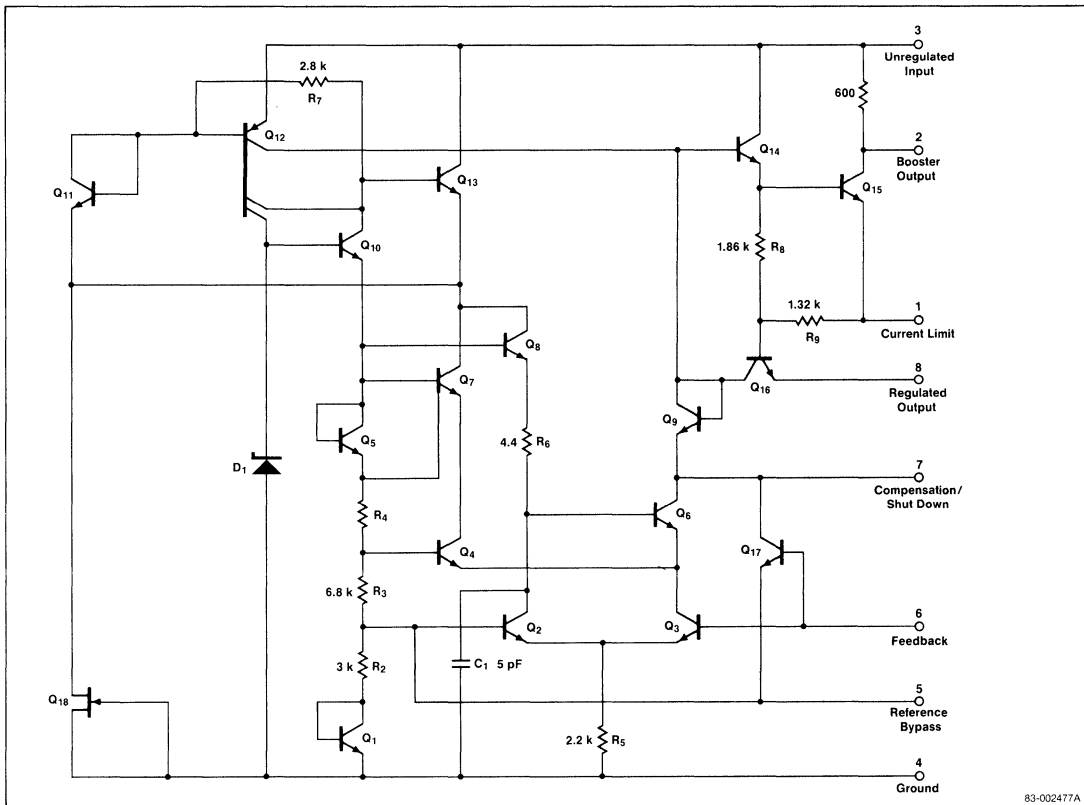 3
Unregulated
Input
2.8 k
R7
600
Q12
Q14
2
Booster
Output
Q11
Q13
Q15
Q10
1.86 k R8
1.32 k
R9
1
Current Limit
Q8
Q7
Q16
8
Regulated
Output
Q9
Q5
4.4 R6
D1
7
Compensation/
Shut Down
R4
Q6
Q4
Q17
6.8 k R3
6
Feedback
Q2
Q3
3 k R2
C1 5 pF
Q18
5
Reference
Bypass
Q1
2.2 k R5
4
Ground
83-002477A